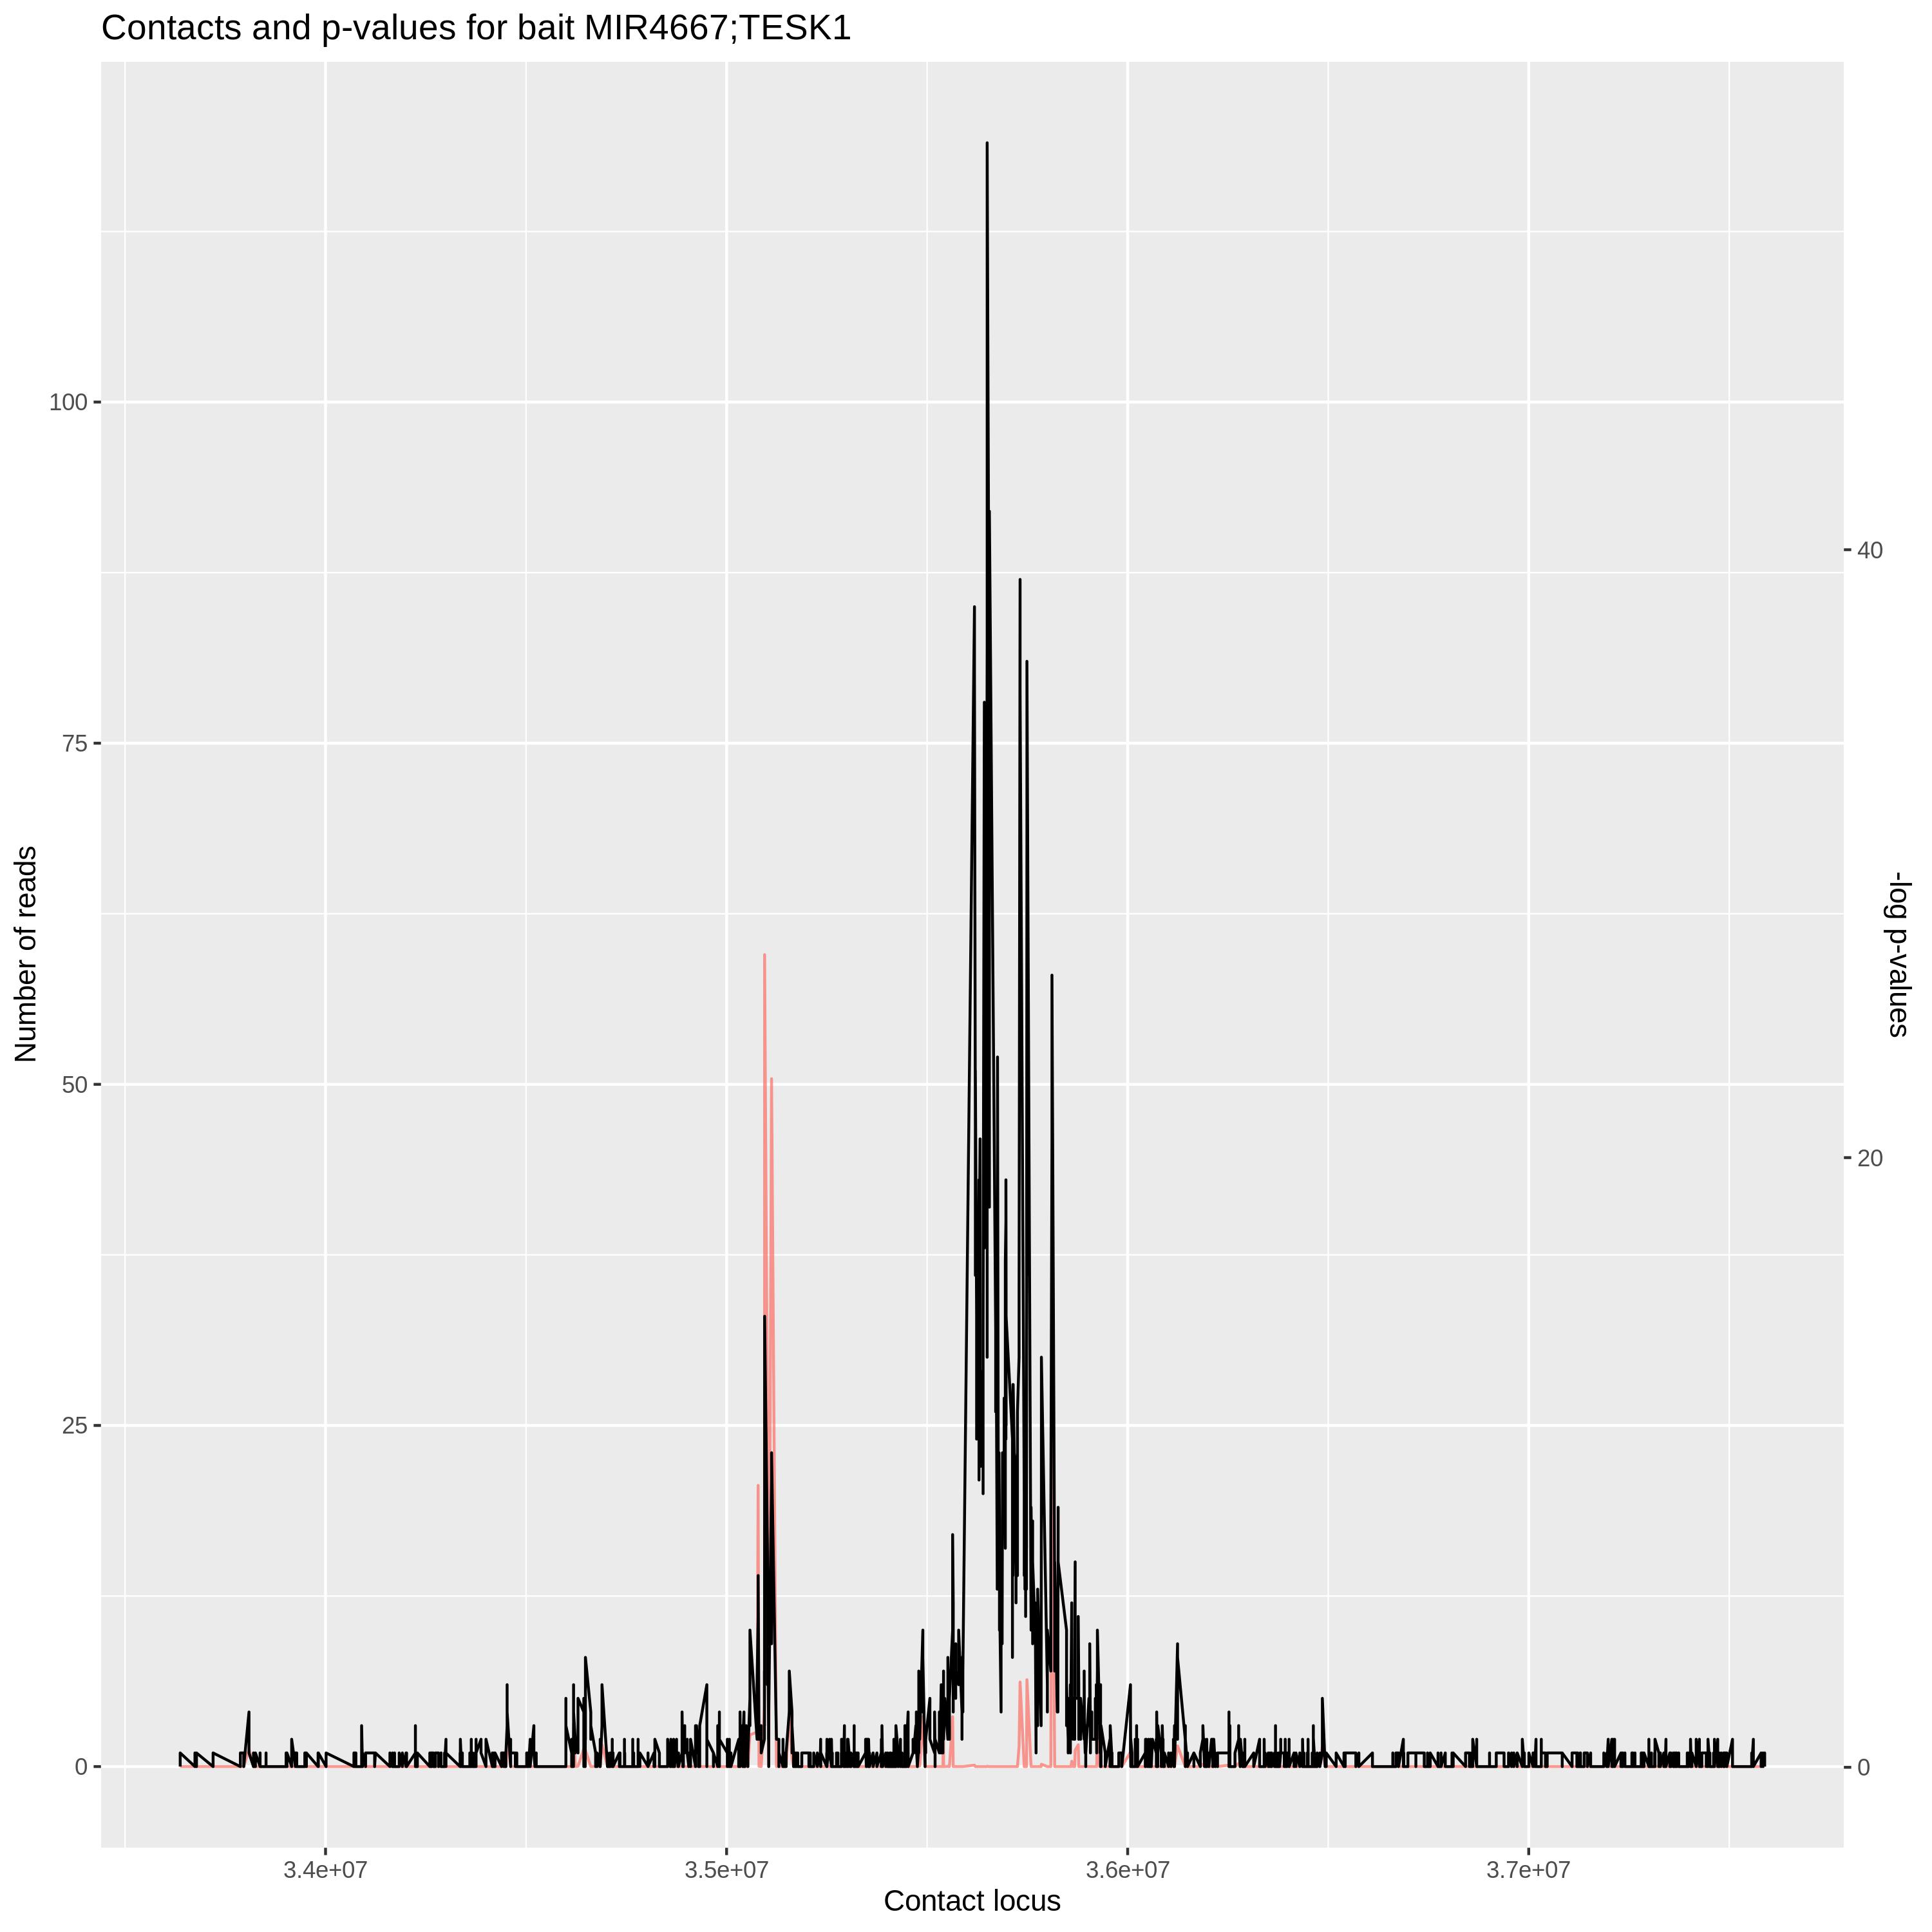 Contacts and p-values for bait MIR4667;TESK1
100
75
50
25
0
Number of reads
40
20
0
-log p-values
3.4e+07
3.5e+07
3.6e+07
3.7e+07
Contact locus